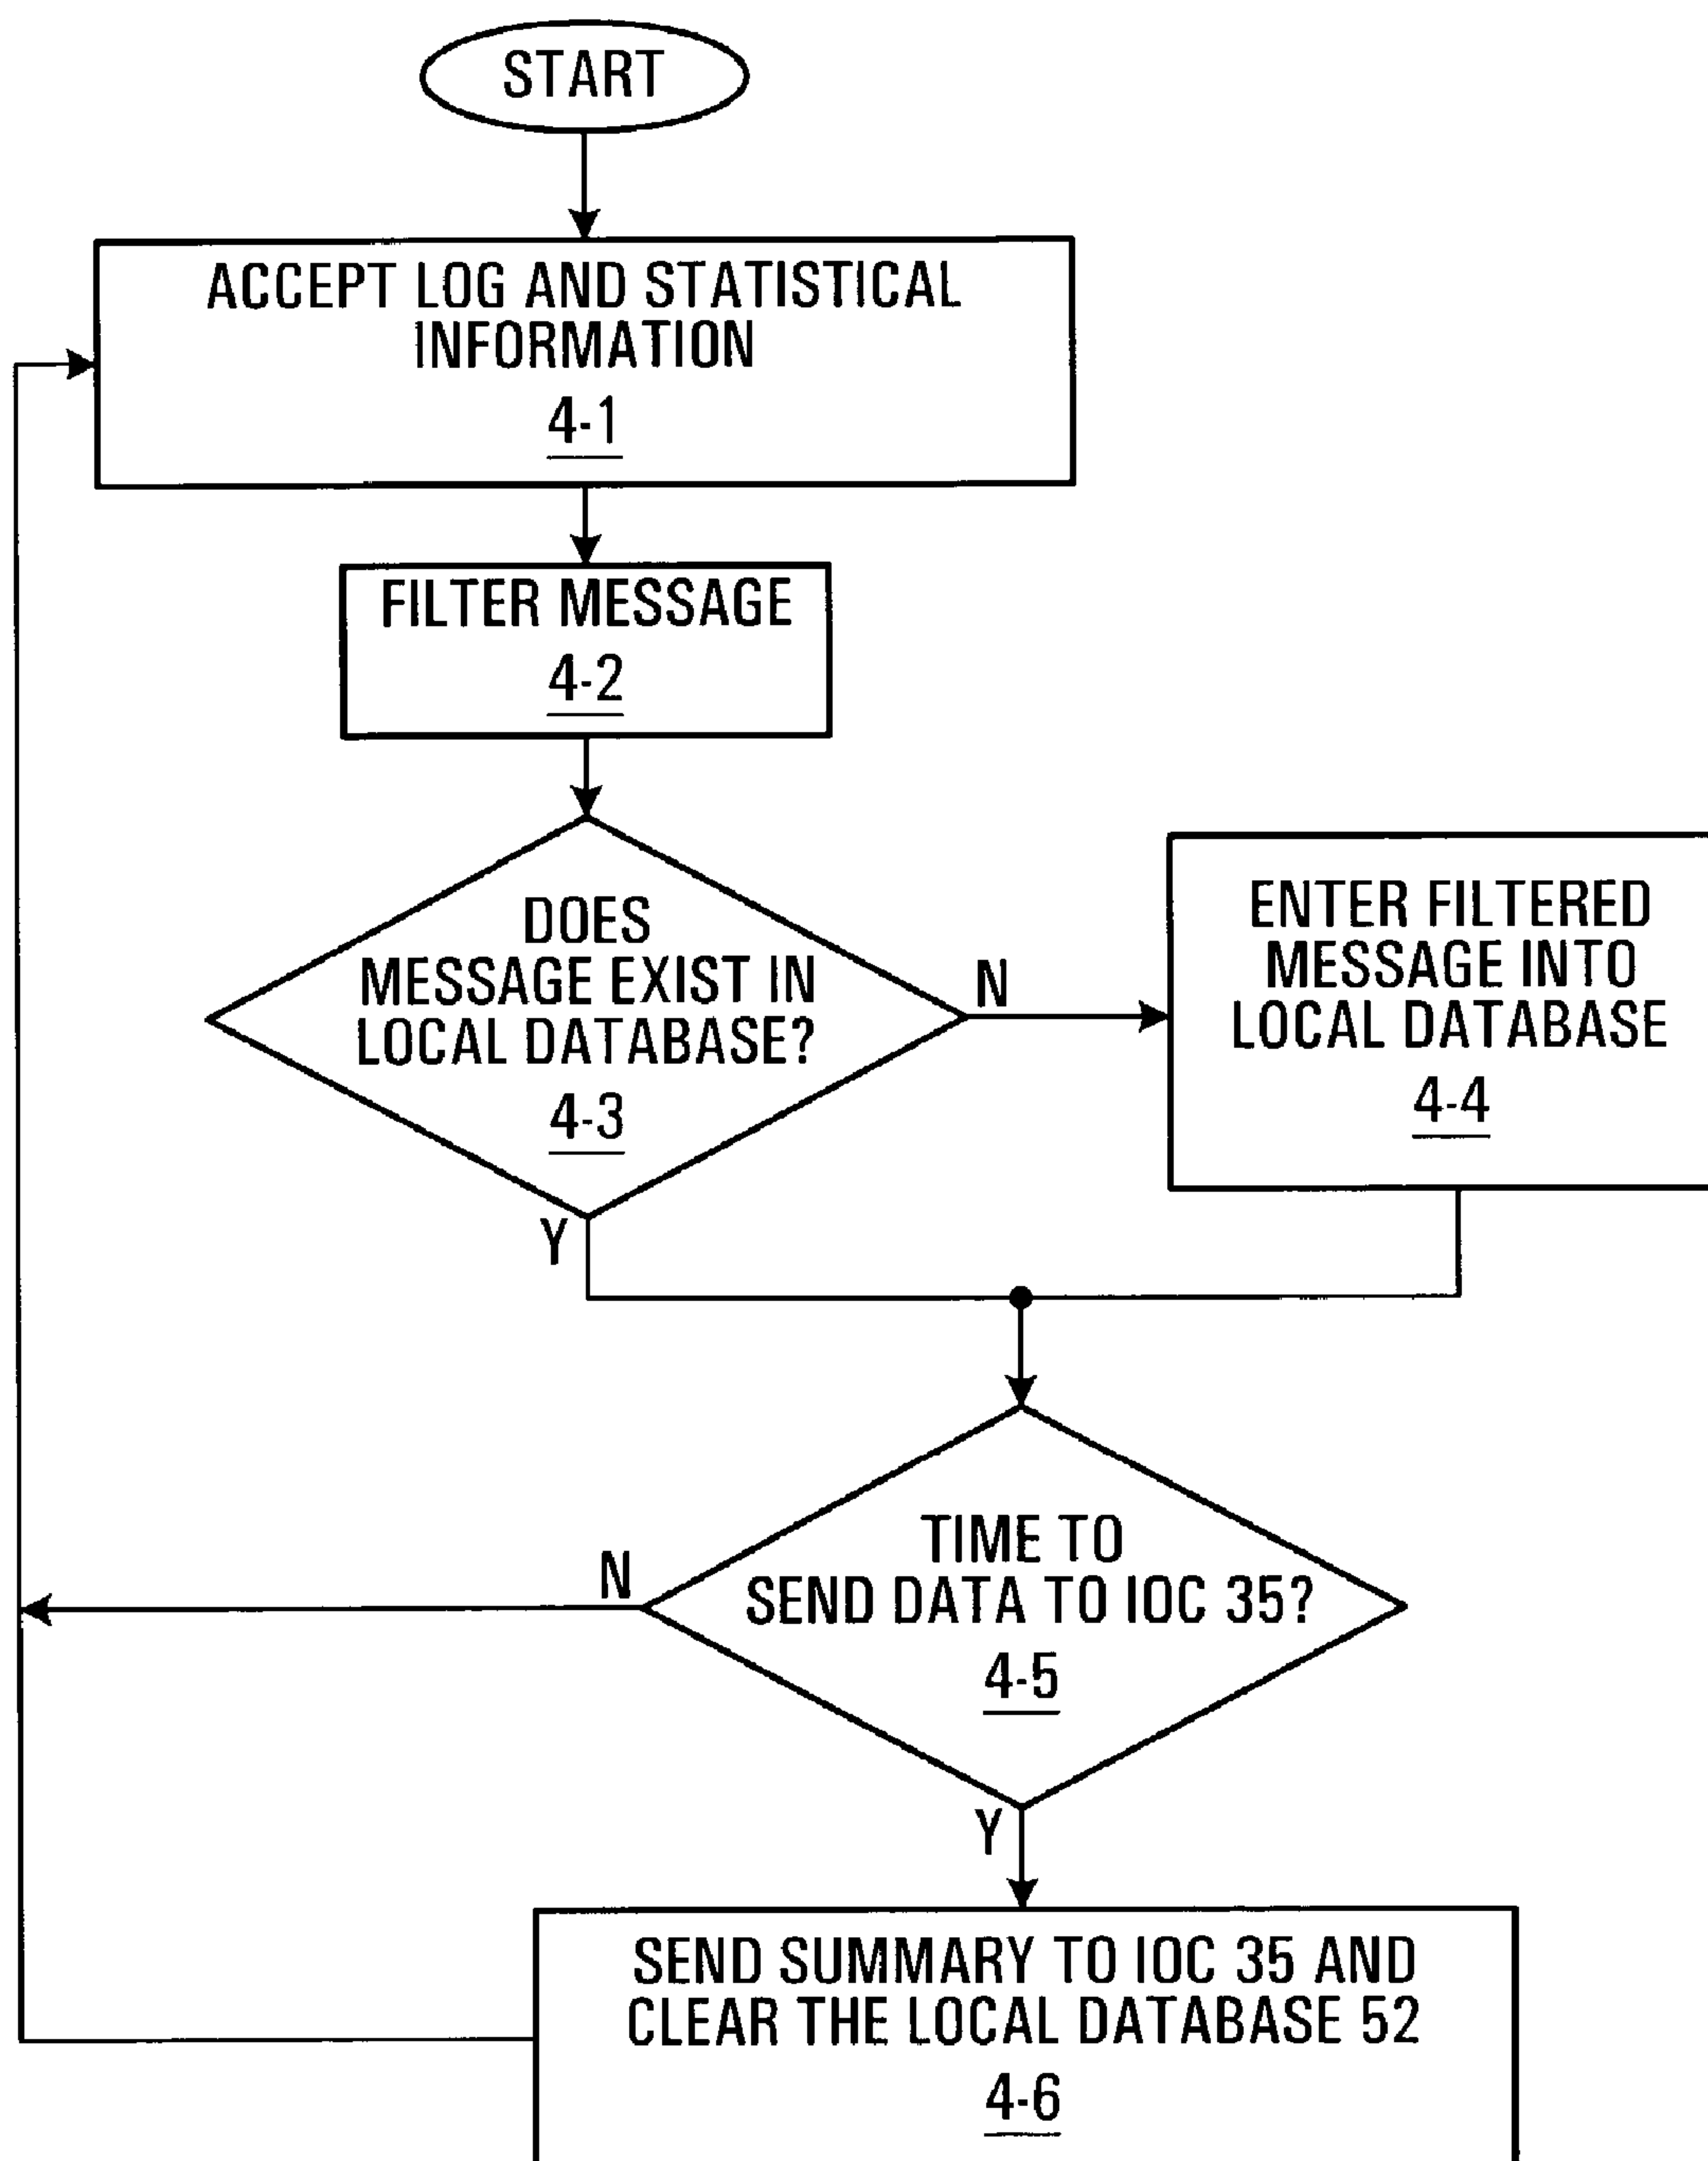 START
ACCEPT LOG AND STATISTICAL
INFORMATION
4-1
FILTER MESSAGE
4-2
DOES
MESSAGE EXIST IN
LOCAL DATABASE?
4-3
N
ENTER FILTERED
MESSAGE INTO
LOCAL DATABASE
4-4
Y
TIME TO
SEND DATA TO IOC 35?
4-5
N
Y
SEND SUMMARY TO IOC 35 AND
CLEAR THE LOCAL DATABASE 52
4-6